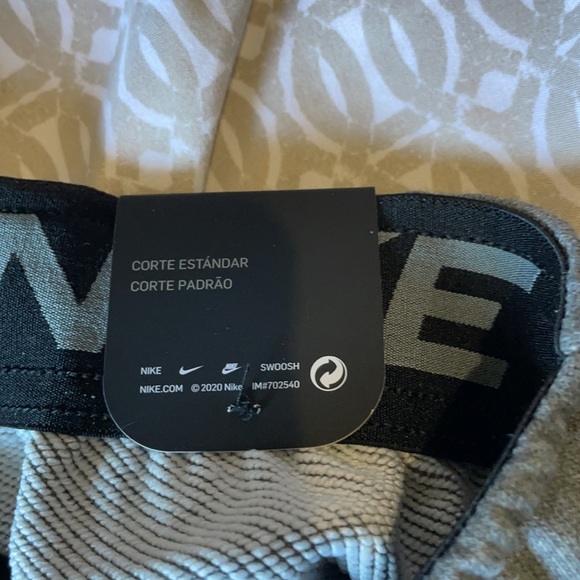 CORTE ESTÁNDAR
CORTE PADRÃO
NIKE SWOOSH
NIKE.COM © 2020 Nike IM#702540